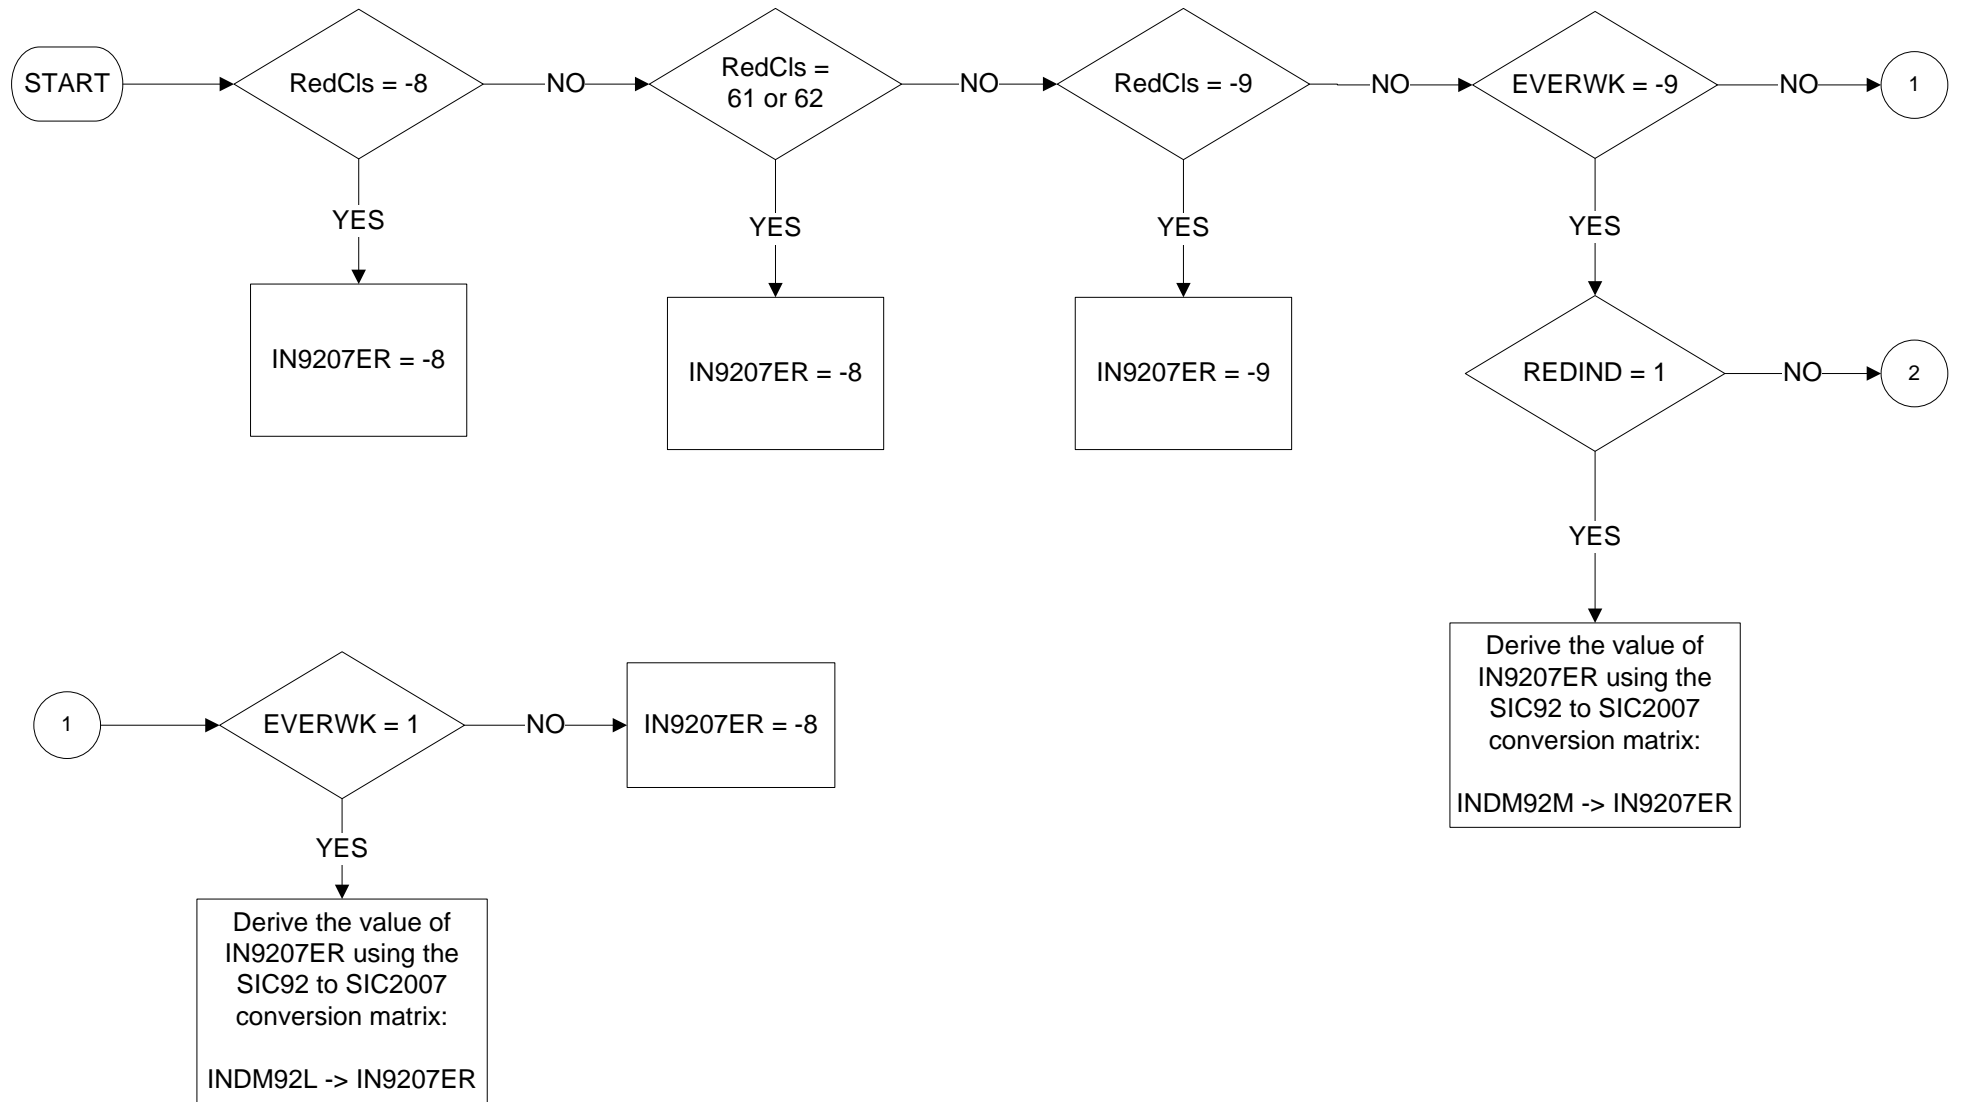 START
RedCls = -8
NO
RedCls =
61 or 62
NO
RedCls = -9
NO
EVERWK = -9
NO
1
YES
YES
YES
YES
IN9207ER = -8
IN9207ER = -8
IN9207ER = -9
REDIND = 1
NO
2
YES
Derive the value of
IN9207ER using the
SIC92 to SIC2007
conversion matrix:
INDM92M -> IN9207ER
1
EVERWK = 1
NO
IN9207ER = -8
YES
Derive the value of
IN9207ER using the
SIC92 to SIC2007
conversion matrix:
INDM92L -> IN9207ER